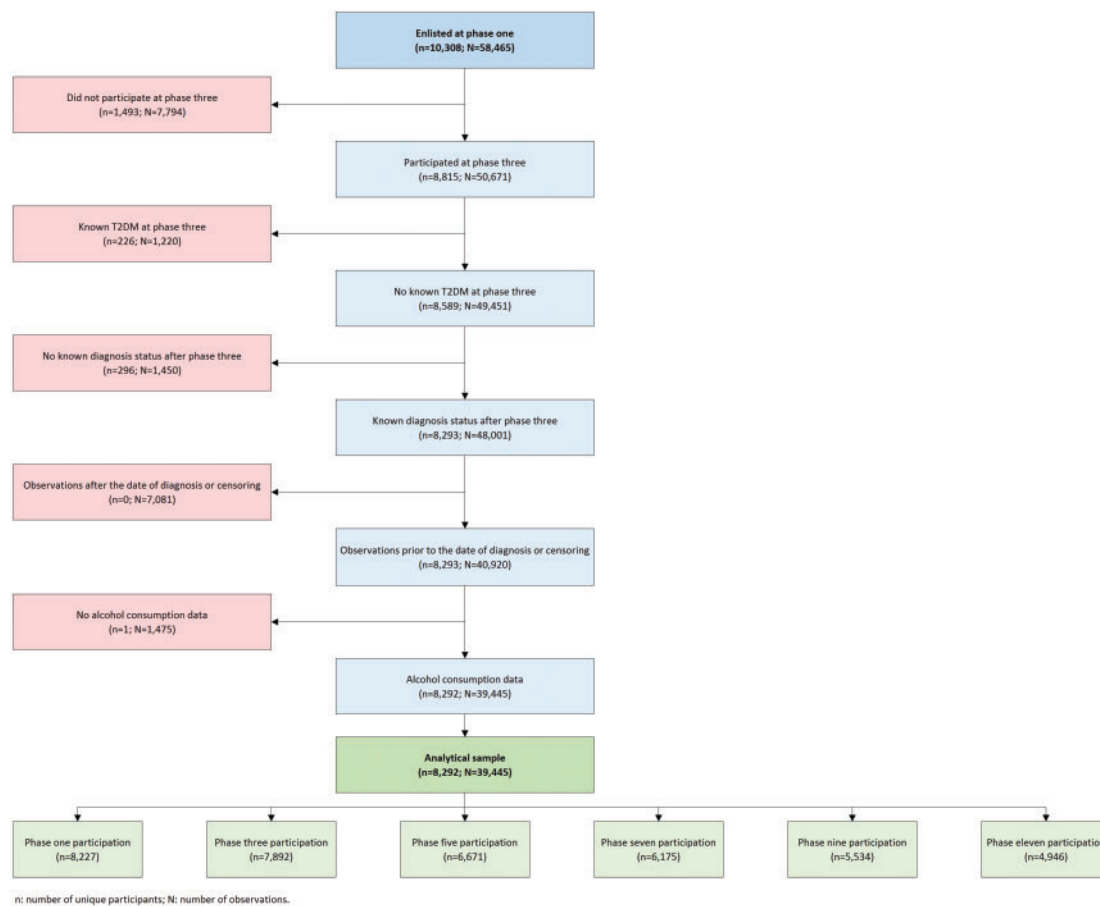 Enlisted at phase one
(n=10,308; N=58,465)
Did not participate at phase three
(n=1,493; N=7,794)
Participated at phase three
(n=8,815; N=50,671)
Known T2DM at phase three
(n=226; N=1,220)
No known T2DM at phase three
(n=8,589; N=49,451)
No known diagnosis status after phase three
(n=296; N=1,450)
Known diagnosis status after phase three
(n=8,293; N=48,001)
Observations after the date of diagnosis or censoring
(n=0; N=7,081)
Observations prior to the date of diagnosis or censoring
(n=8,293; N=40,920)
No alcohol consumption data
(n=1; N=1,475)
Alcohol consumption data
(n=8,292; N=39,445)
Analytical sample
(n=8,292; N=39,445)
Phase one participation
(n=8,227)
Phase three participation
(n=7,892)
Phase five participation
(n=6,671)
Phase seven participation
(n=6,175)
Phase nine participation
(n=5,534)
Phase eleven participation
(n=4,946)
n: number of unique participants; N: number of observations.